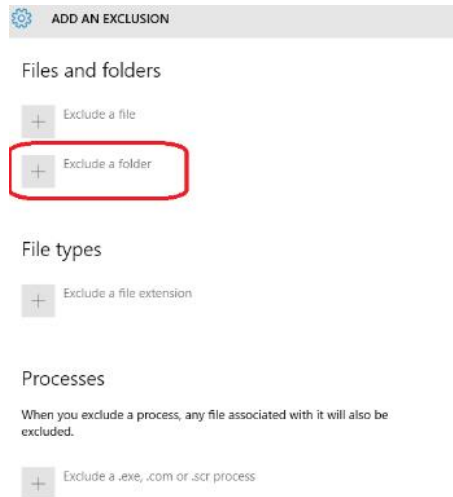 ADD AN EXCLUSION
Files and folders
Exclude a file
Exclude a folder
File types
Exclude a file extension
Processes
When you exclude a process, any file associated with it will also be
excluded.
Exclude a .exe, .com or .scr process